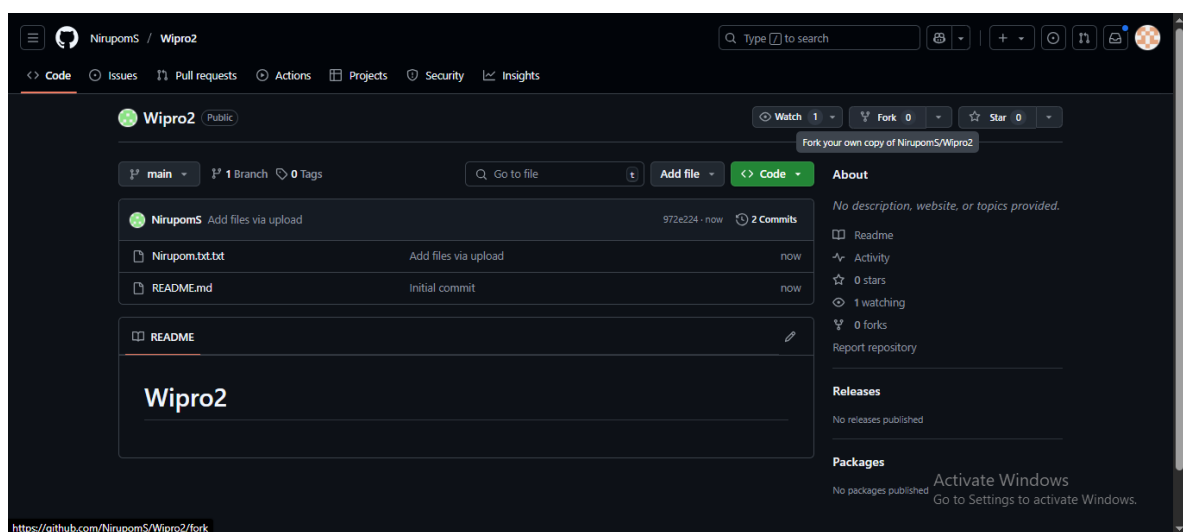 NirupomS / Wipro2
Type / to search
<> Code Issues Pull requests Actions Projects Security Insights
Wipro2 Public
Watch 1 Fork 0 Star 0
Fork your own copy of NirupomS/Wipro2
main 1 Branch 0 Tags Go to file t Add file <> Code
NirupomS Add files via upload 972e224 · now 2 Commits
Nirupom.txt.txt Add files via upload now
README.md Initial commit now
README
Wipro2
About
No description, website, or topics provided.
Readme
Activity
0 stars
1 watching
0 forks
Report repository
Releases
No releases published
Packages
No packages published
Activate Windows
Go to Settings to activate Windows.
https://github.com/NirupomS/Wipro2/fork